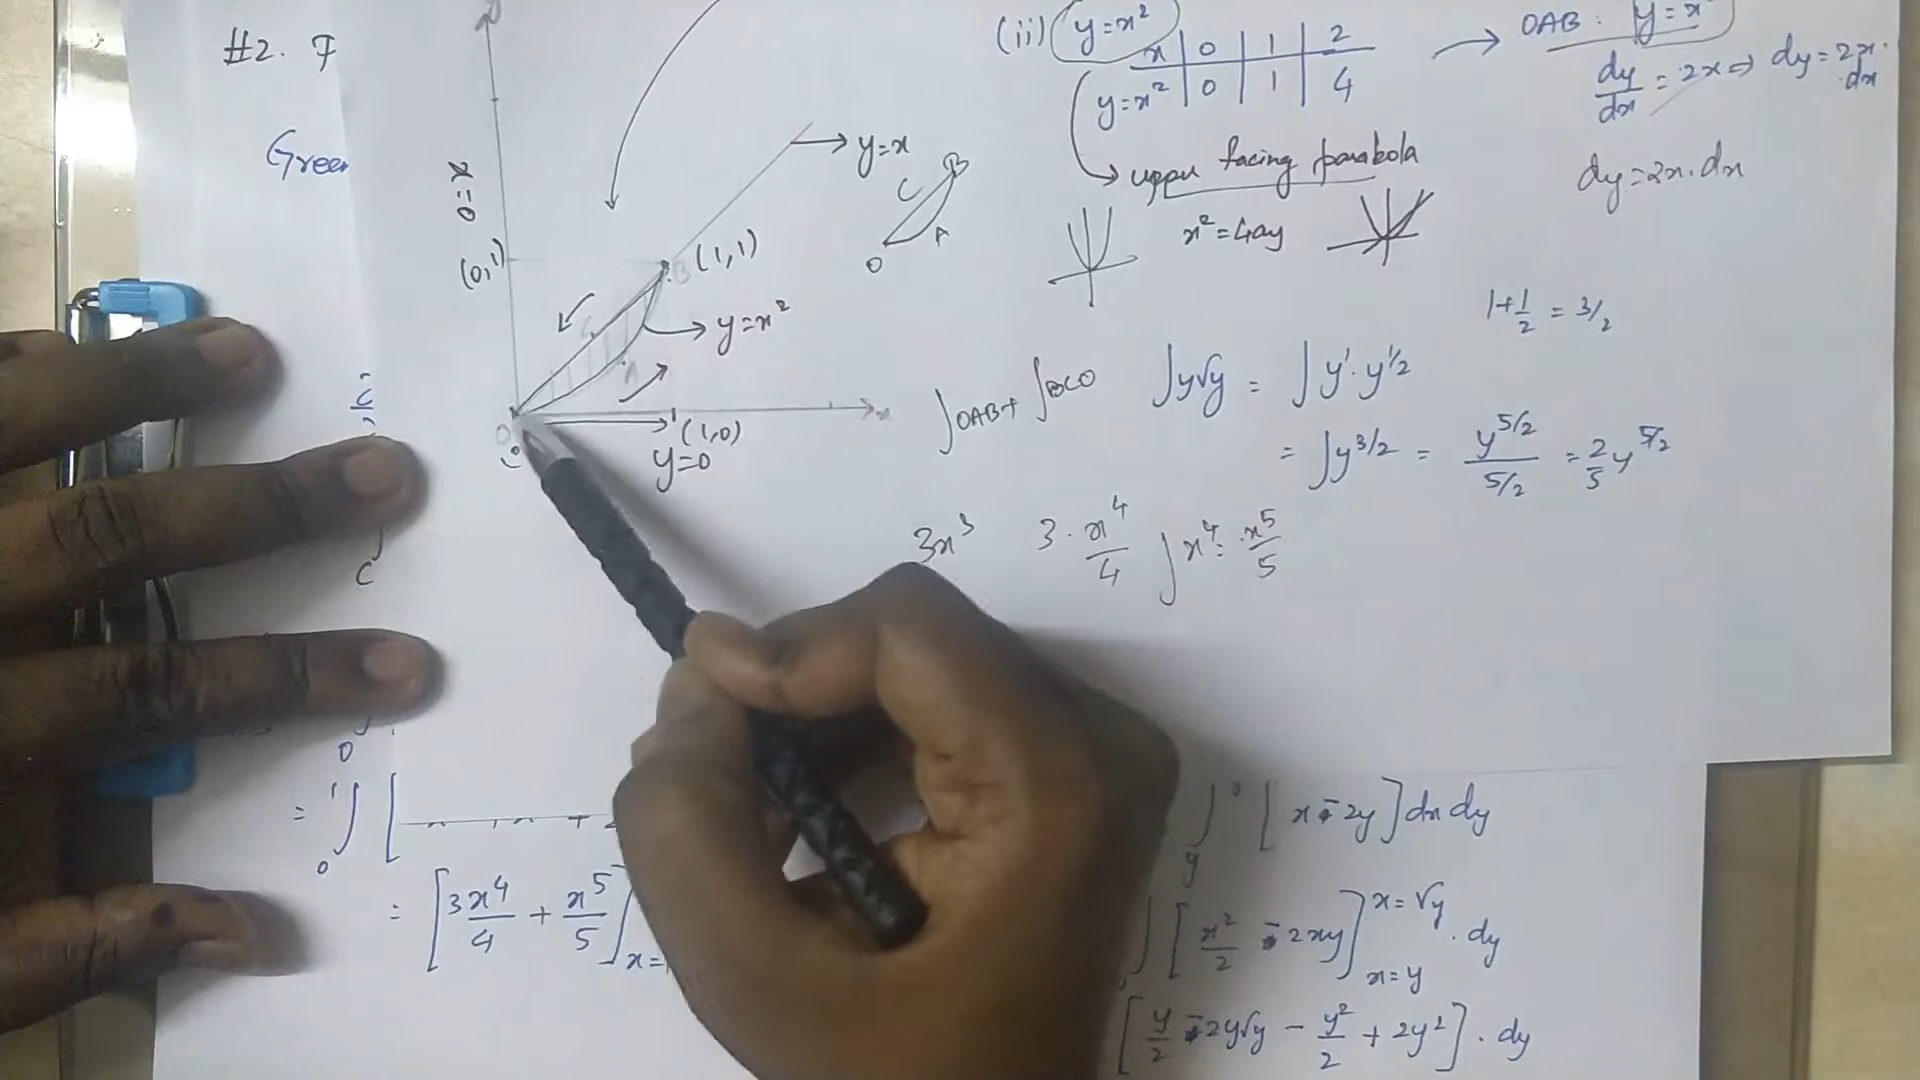 #2. F
Green
x=0
(0,1)
y=x
C
B
A
O
(1,1)
B
y=x²
A
x
O
(1,0)
y=0
(ii) y=x²
x | 0 | 1 | 2
y=x² | 0 | 1 | 4
upper facing parabola
x²=4ay
OAB: y=x²
dy/dx = 2x ⇒ dy=2x.dx
dy=2x.dx
1+1/2 = 3/2
∫OAB + ∫BCO
∫y√y = ∫y¹·y^1/2
= ∫y^3/2 = y^5/2 / 5/2 = 2/5 y^5/2
3x³
3·x⁴/4
∫x⁴ = x⁵/5
C
0
= ∫₀¹ [
= [3x⁴/4 + x⁵/5] x=
[x-2y]dxdy
∫[x²/2 - 2xy] x=√y x=y . dy
[y/2 - 2y√y - y²/2 + 2y²] . dy